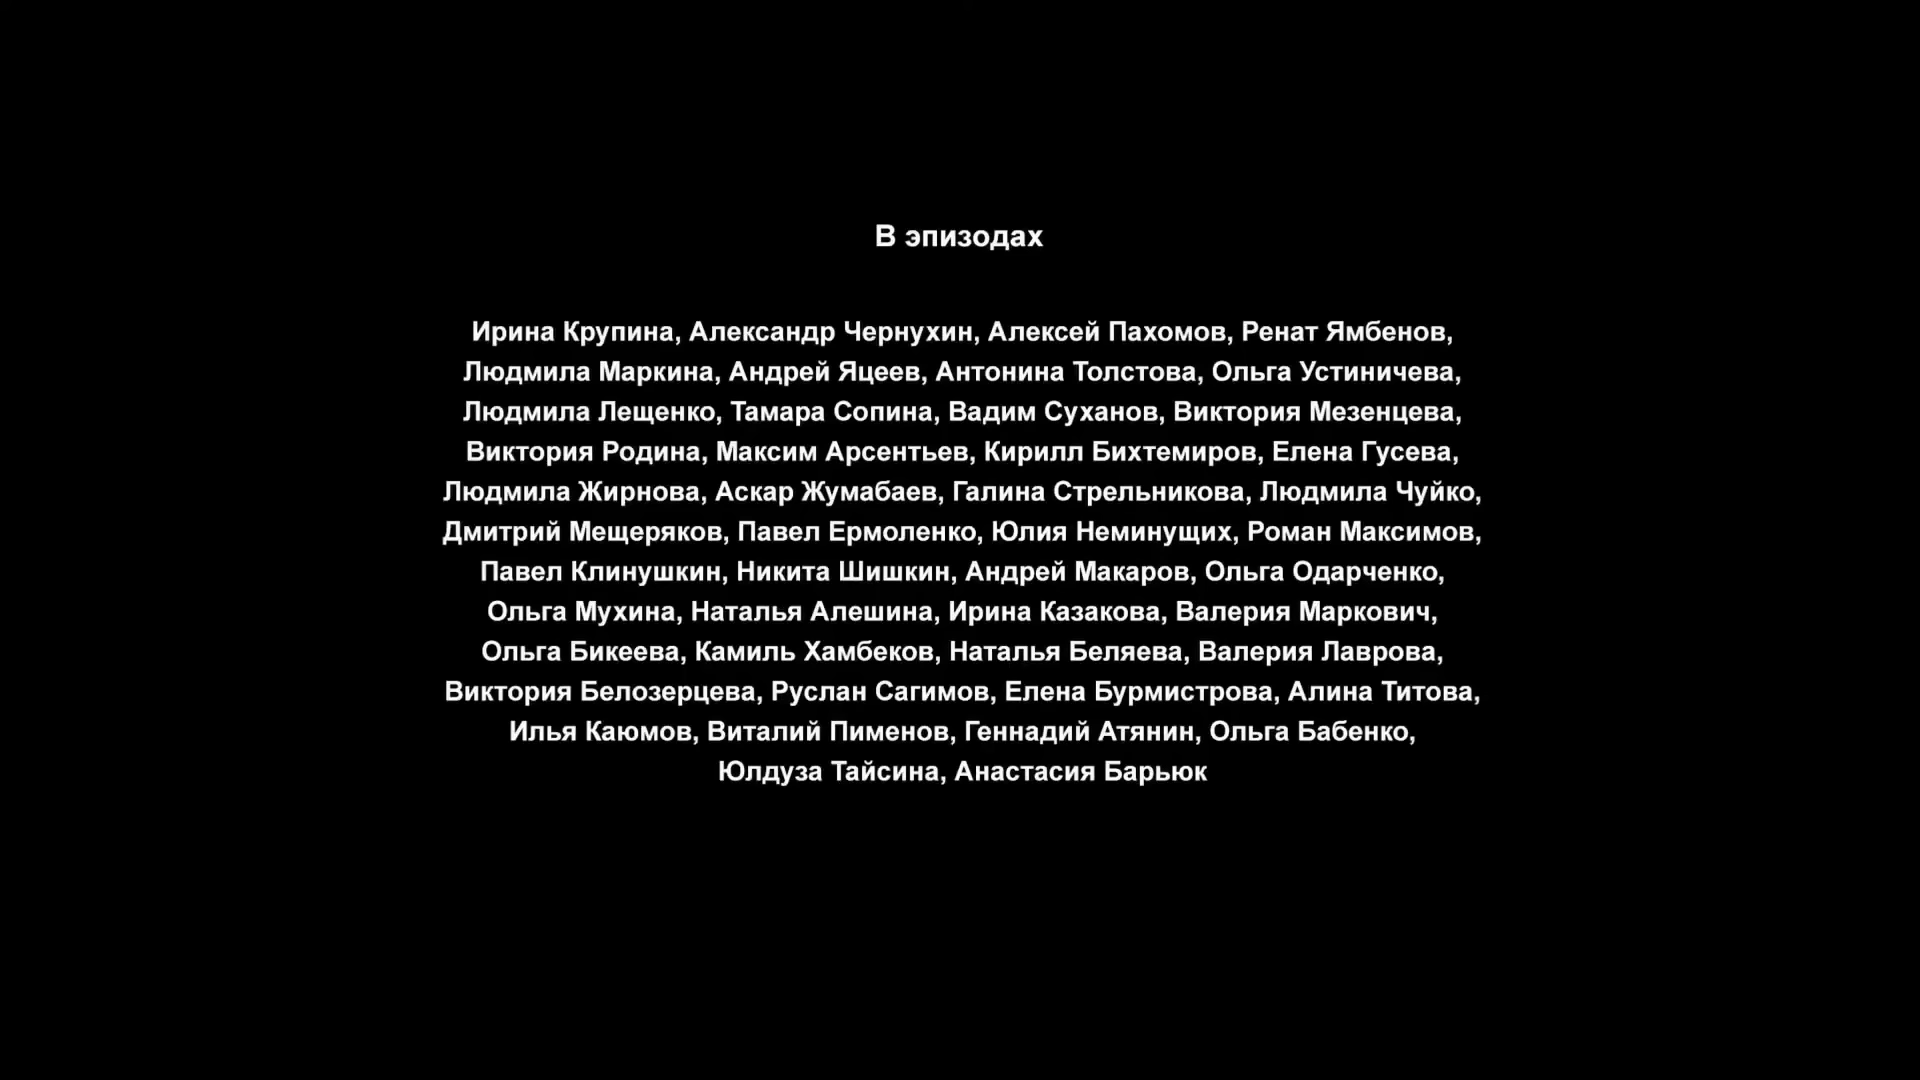 В эпизодах
Ирина Крупина, Александр Чернухин, Алексей Пахомов, Ренат Ямбенов,
Людмила Маркина, Андрей Яцеев, Антонина Толстова, Ольга Устиничева,
Людмила Лещенко, Тамара Сопина, Вадим Суханов, Виктория Мезенцева,
Виктория Родина, Максим Арсентьев, Кирилл Бихтемиров, Елена Гусева,
Людмила Жирнова, Аскар Жумабаев, Галина Стрельникова, Людмила Чуйко,
Дмитрий Мещеряков, Павел Ермоленко, Юлия Неминущих, Роман Максимов,
Павел Клинушкин, Никита Шишкин, Андрей Макаров, Ольга Одарченко,
Ольга Мухина, Наталья Алешина, Ирина Казакова, Валерия Маркович,
Ольга Бикеева, Камиль Хамбеков, Наталья Беляева, Валерия Лаврова,
Виктория Белозерцева, Руслан Сагимов, Елена Бурмистрова, Алина Титова,
Илья Каюмов, Виталий Пименов, Геннадий Атянин, Ольга Бабенко,
Юлдуза Тайсина, Анастасия Барьюк